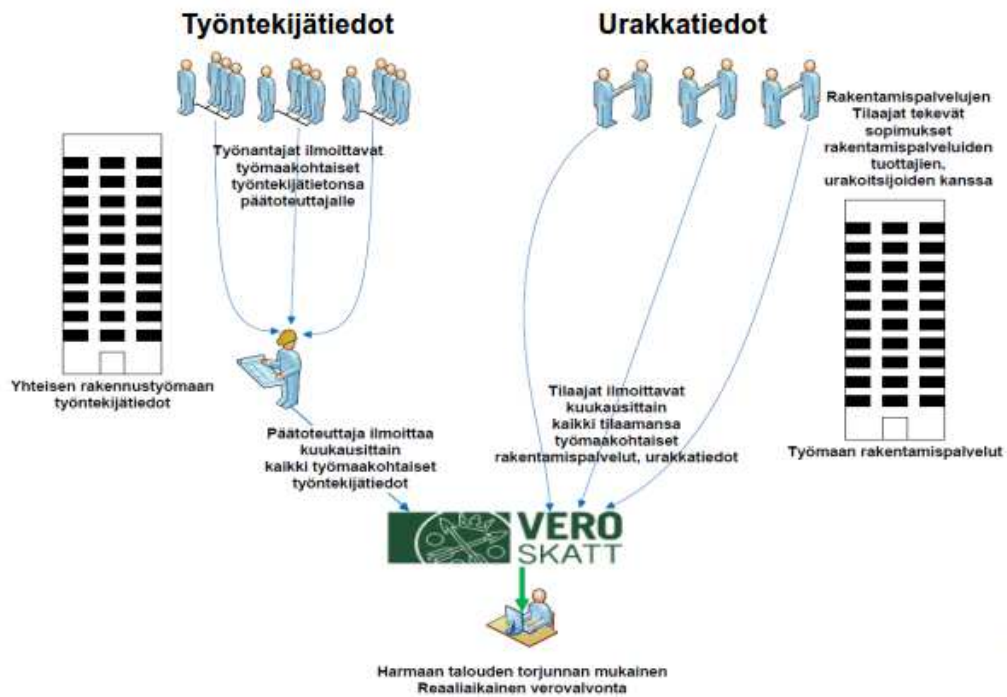 Työntekijätiedot
Urakkatiedot
Työnantajat ilmoittavat
työmaakohtaiset
työntekijätietonsa
päätoteuttajalle
Rakentamispalvelujen
Tilaajat tekevät
sopimukset
rakentamispalveluiden
tuottajien,
urakoitsijoiden kanssa
Yhteisen rakennustyömaan
työntekijätiedot
Päätoteuttaja ilmoittaa
kuukausittain
kaikki työmaakohtaiset
työntekijätiedot
Tilaajat ilmoittavat
kuukausittain
kaikki tilaamansa
työmaakohtaiset
rakentamispalvelut, urakkatiedot
Työmaan rakentamispalvelut
VERO
SKATT
Harmaan talouden torjunnan mukainen
Reaaliaikainen verovalvonta